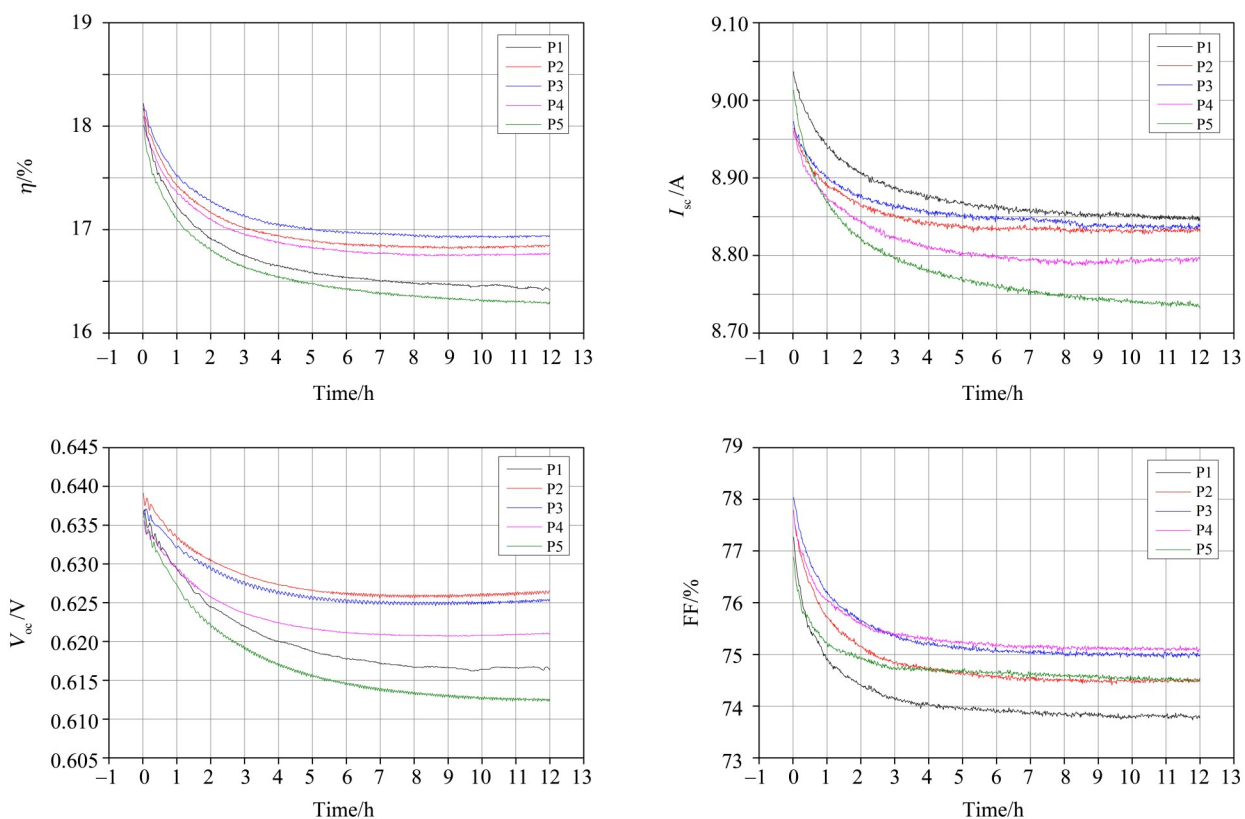 19
18
17
16
η/%
P1
P2
P3
P4
P5
–1 0 1 2 3 4 5 6 7 8 9 10 11 12 13
Time/h
9.10
9.00
8.90
8.80
8.70
Isc /A
P1
P2
P3
P4
P5
–1 0 1 2 3 4 5 6 7 8 9 10 11 12 13
Time/h
0.645
0.640
0.635
0.630
0.625
0.620
0.615
0.610
0.605
Voc /V
P1
P2
P3
P4
P5
–1 0 1 2 3 4 5 6 7 8 9 10 11 12 13
Time/h
79
78
77
76
75
74
73
FF/%
P1
P2
P3
P4
P5
–1 0 1 2 3 4 5 6 7 8 9 10 11 12 13
Time/h